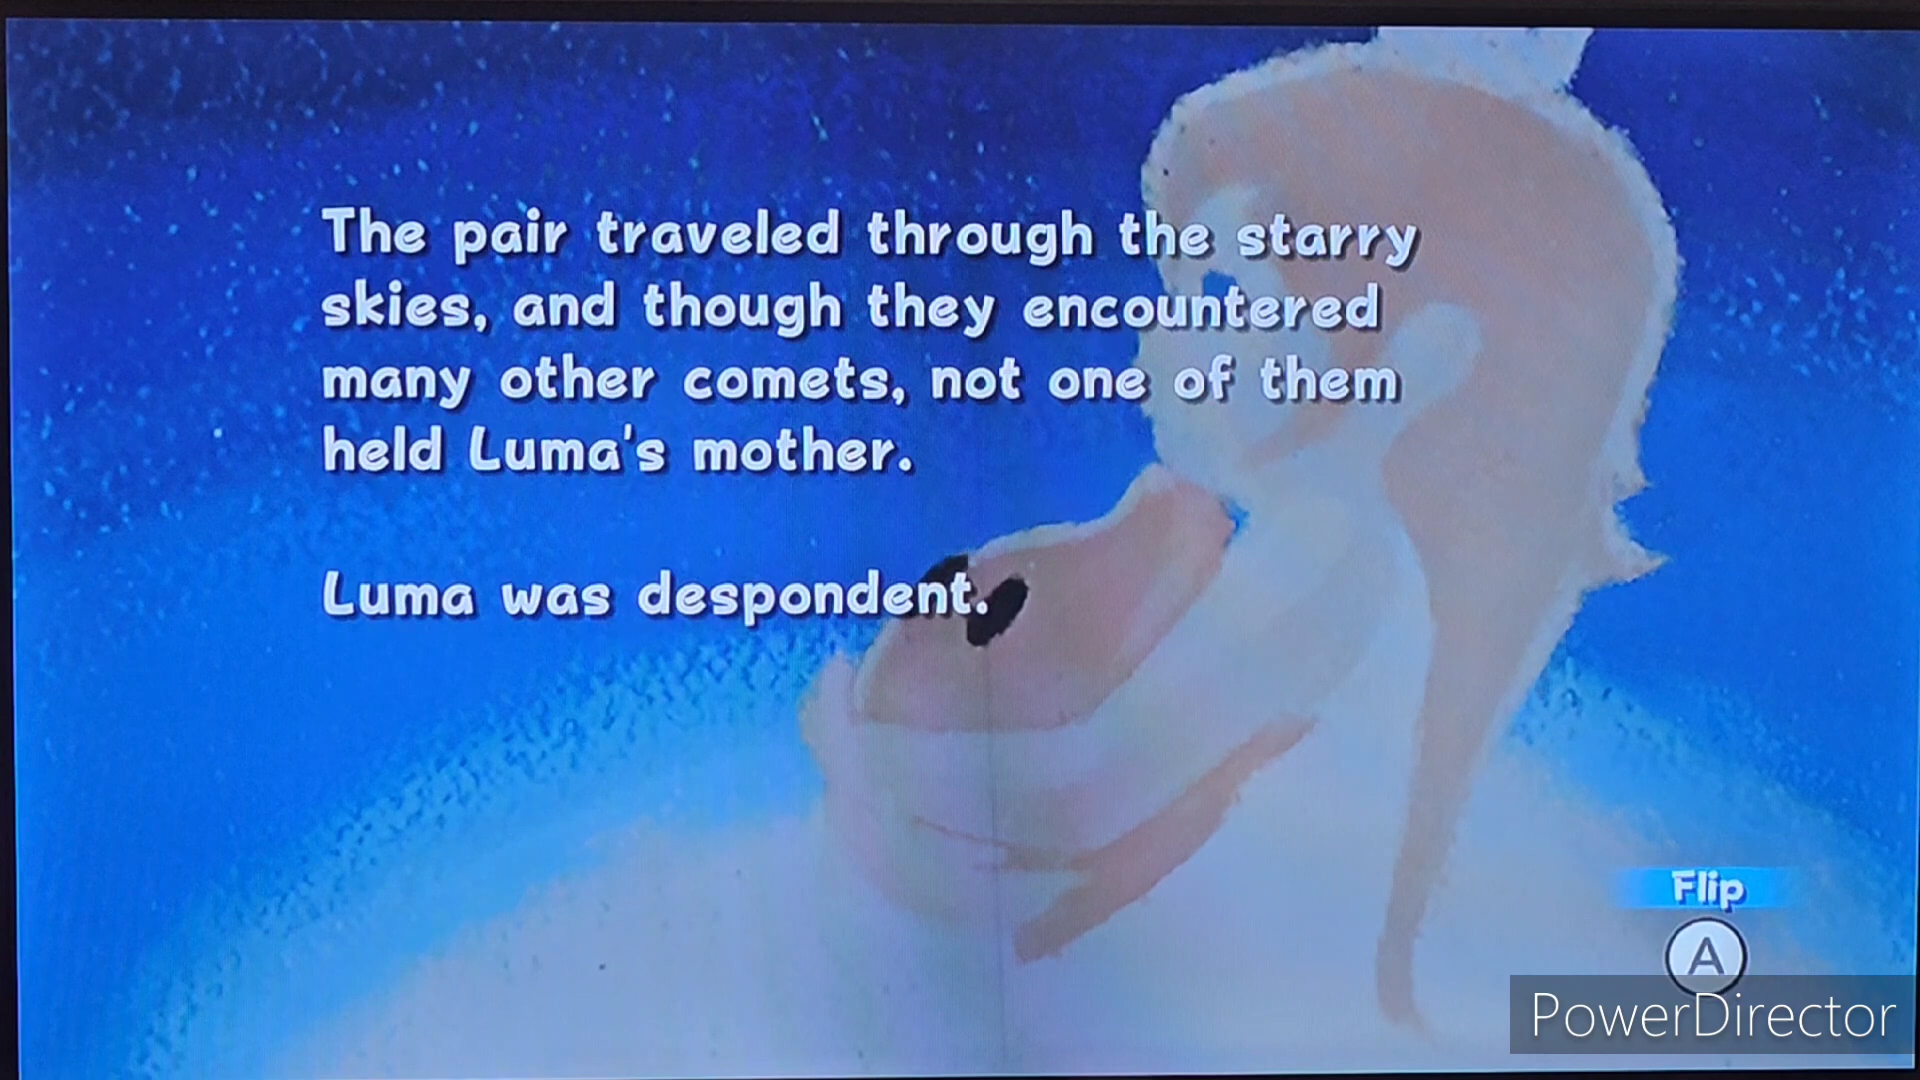 The pair traveled through the starry
skies, and though they encountered
many other comets, not one of them
held Luma's mother.
Luma was despondent.
Flip
A
PowerDirector